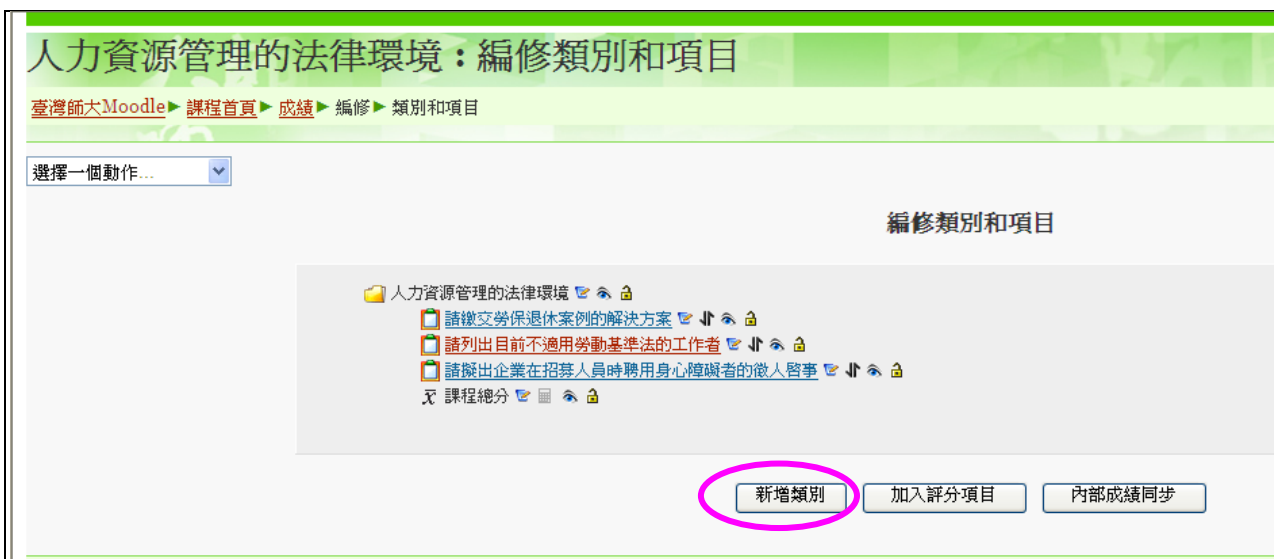 人力資源管理的法律環境：編修類別和項目
臺灣師大Moodle► 課程首頁► 成績► 編修► 類別和項目
選擇一個動作...
編修類別和項目
人力資源管理的法律環境
請繳交勞保退休案例的解決方案
請列出目前不適用勞動基準法的工作者
請擬出企業在招募人員時聘用身心障礙者的徵人啓事
x̅ 課程總分
新增類別 加入評分項目 內部成績同步